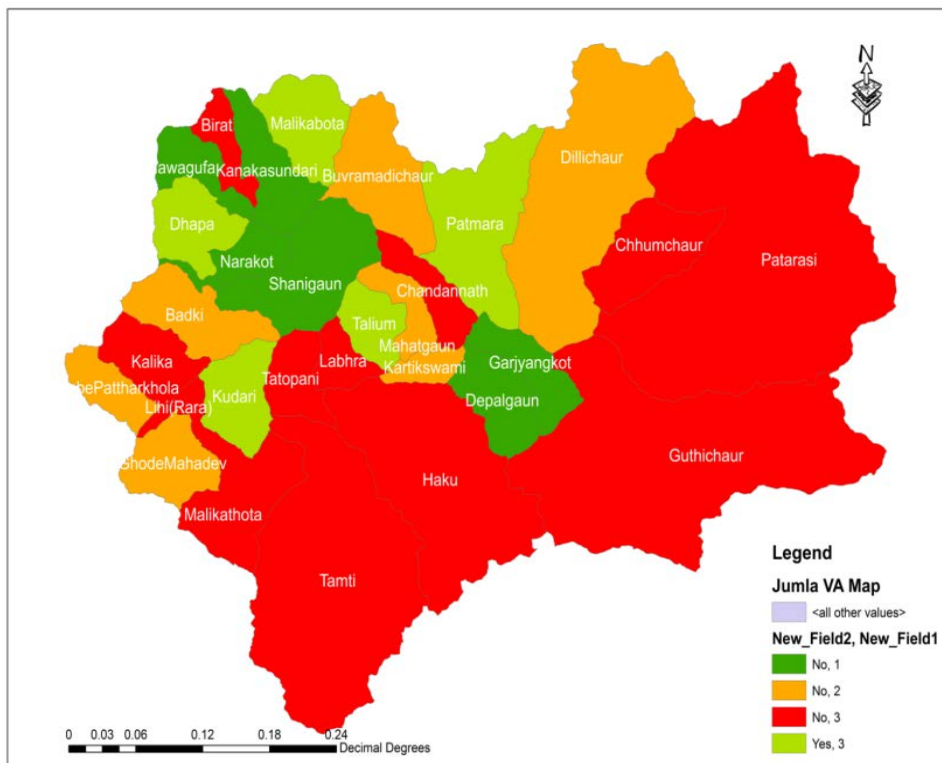 N
Birat
Malikabota
awagufa
Kanakasundari
Buvramadichaur
Dillichaur
Dhapa
Patmara
Chhumchaur
Narakot
Patarasi
Shanigaun
Chandannath
Badki
Talium
Mahatgaun
Kalika
Labhra
Kartikswami
Garjyangkot
Tatopani
bePattharkhola
Kudari
Depalgaun
Lihi(Rara)
Guthichaur
GhodeMahadev
Haku
Malikathota
Tamti
Legend
Jumla VA Map
<all other values>
New_Field2, New_Field1
No, 1
No, 2
No, 3
Yes, 3
0 0.03 0.06 0.12 0.18 0.24
Decimal Degrees